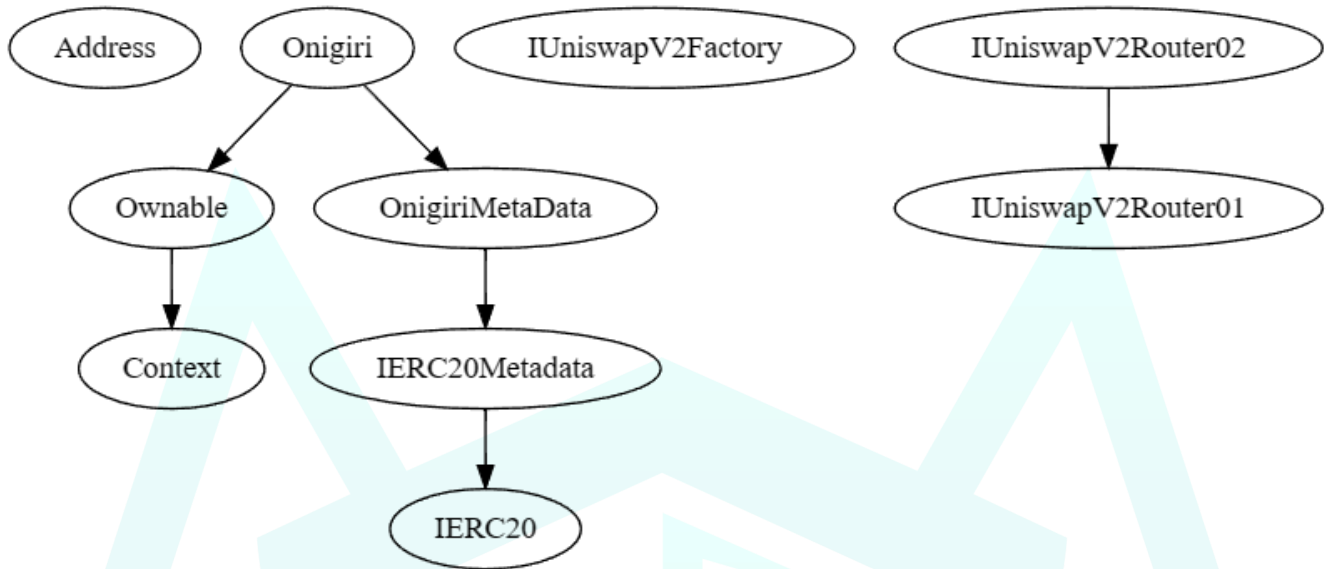 Address
Onigiri
IUniswapV2Factory
IUniswapV2Router02
Ownable
OnigiriMetaData
IUniswapV2Router01
Context
IERC20Metadata
IERC20